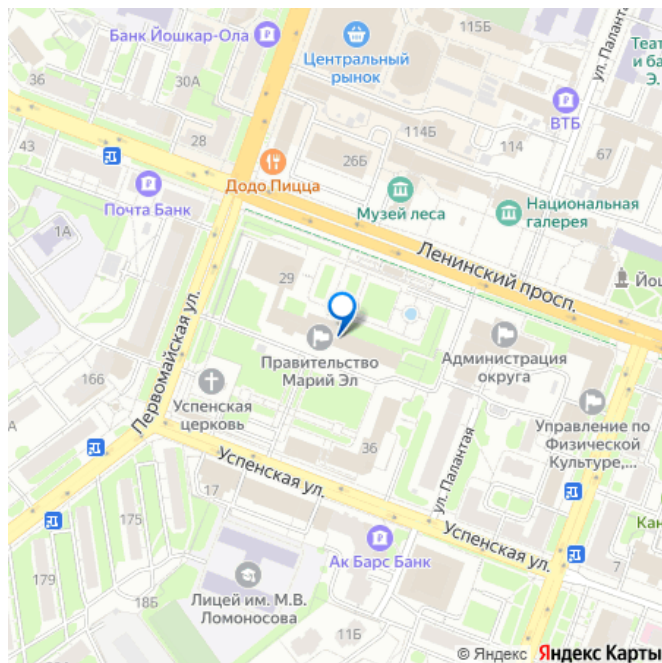 Банк Йошкар-Ола
115Б
Центральный
рынок
ул. Палантая
Теат
и ба
Э.
36
30А
ВТБ
43
28
114Б
114
67
26Б
Додо Пицца
Почта Банк
Музей леса
Национальная
галерея
1А
Ленинский просп.
Йош
29
Первомайская ул.
Правительство
Марий Эл
Администрация
округа
166
Успенская
церковь
Управление по
Физической
Культуре,...
А
36
ул. Палантая
Успенская ул.
17
175
Успенская ул.
Кан
Ак Барс Банк
7
179
Лицей им. М.В.
Ломоносова
18Б
11Б
© Яндекс Яндекс Карты